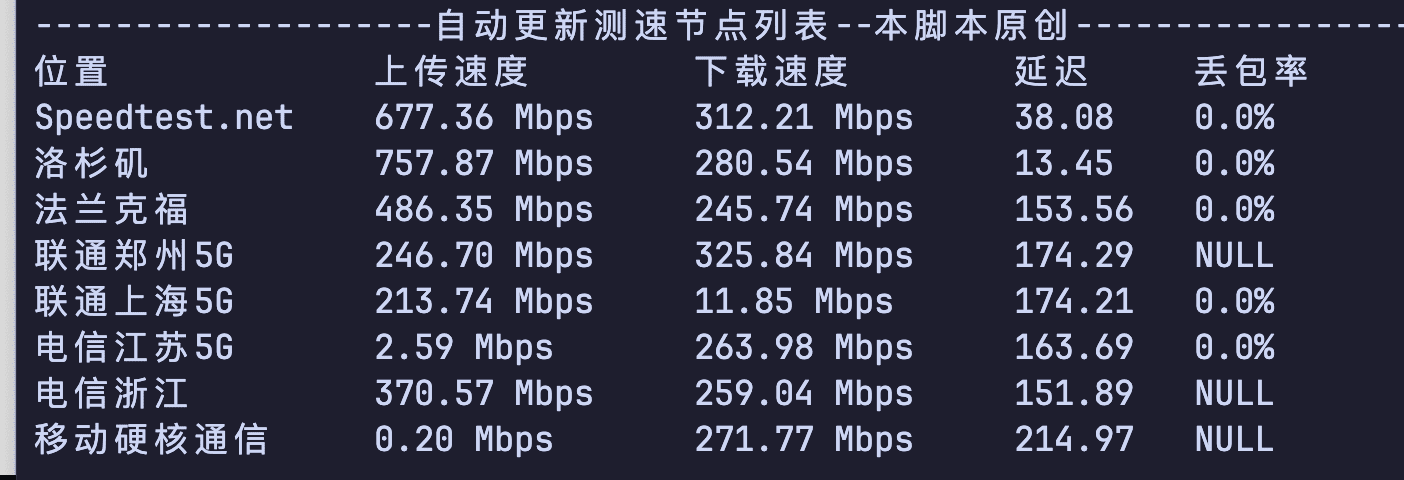 --------------------自动更新测速节点列表--本脚本原创-----------------
位置 上传速度 下载速度 延迟 丢包率
Speedtest.net 677.36 Mbps 312.21 Mbps 38.08 0.0%
洛杉矶 757.87 Mbps 280.54 Mbps 13.45 0.0%
法兰克福 486.35 Mbps 245.74 Mbps 153.56 0.0%
联通郑州5G 246.70 Mbps 325.84 Mbps 174.29 NULL
联通上海5G 213.74 Mbps 11.85 Mbps 174.21 0.0%
电信江苏5G 2.59 Mbps 263.98 Mbps 163.69 0.0%
电信浙江 370.57 Mbps 259.04 Mbps 151.89 NULL
移动硬核通信 0.20 Mbps 271.77 Mbps 214.97 NULL